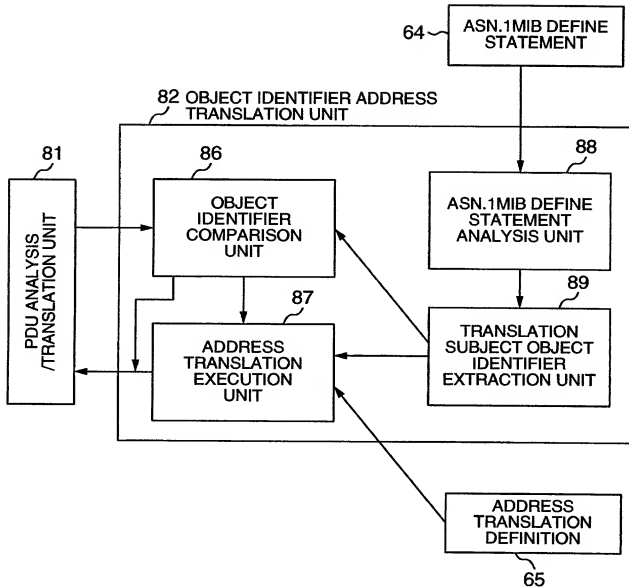 64
ASN.1MIB DEFINE
STATEMENT
82 OBJECT IDENTIFIER ADDRESS
TRANSLATION UNIT
81
PDU ANALYSIS
/TRANSLATION UNIT
86
OBJECT
IDENTIFIER
COMPARISON
UNIT
88
ASN.1MIB DEFINE
STATEMENT
ANALYSIS UNIT
87
ADDRESS
TRANSLATION
EXECUTION
UNIT
89
TRANSLATION
SUBJECT OBJECT
IDENTIFIER
EXTRACTION UNIT
ADDRESS
TRANSLATION
DEFINITION
65